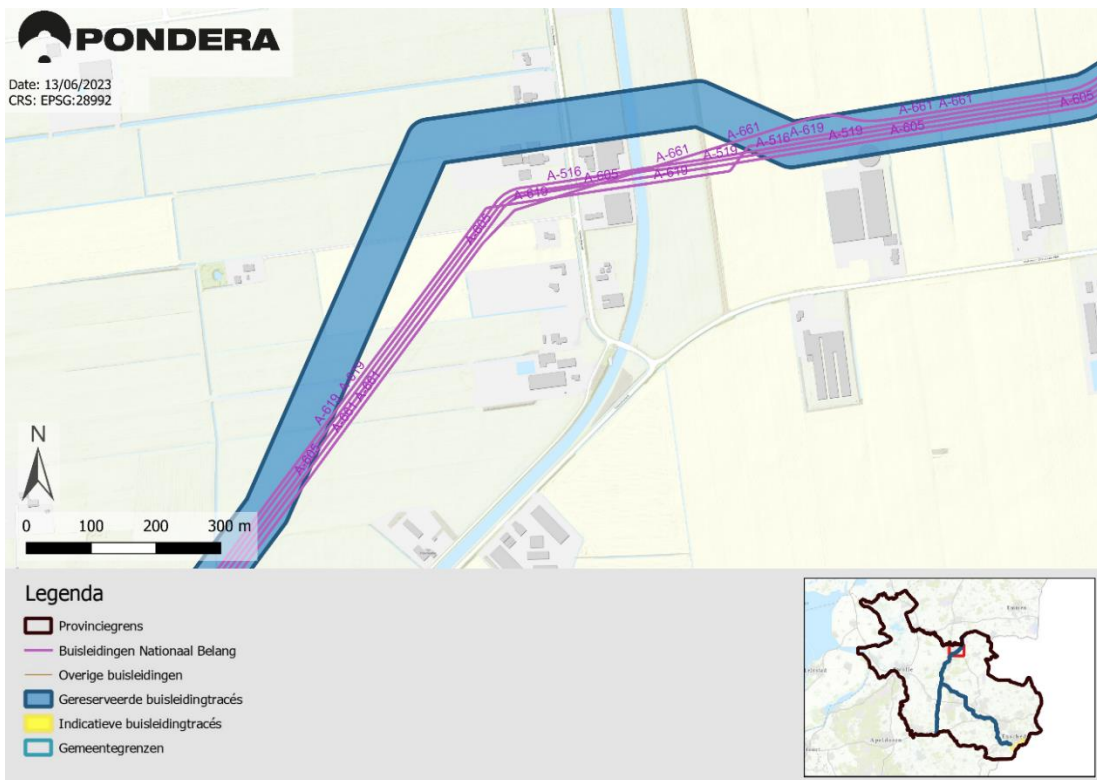 PONDERA
Date: 13/06/2023
CRS: EPSG:28992
A-661 A-661
A-605
A-661
A-619
A-516
A-519
A-605
A-661
A-519
A-516
A-605
A-619
A-619
A-605
A-619 A-619
A-661 A-661
A-605
N
0 100 200 300 m
Legenda
Provinciegrens
Buisleidingen Nationaal Belang
Overige buisleidingen
Gereserveerde buisleidingtracés
Indicatieve buisleidingtracés
Gemeentegrenzen